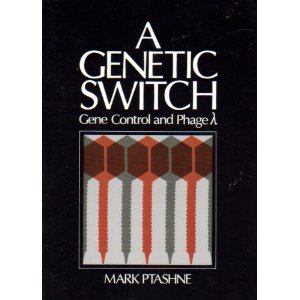 A
GENETIC
SWITCH
Gene Control and Phage λ
MARK PTASHNE